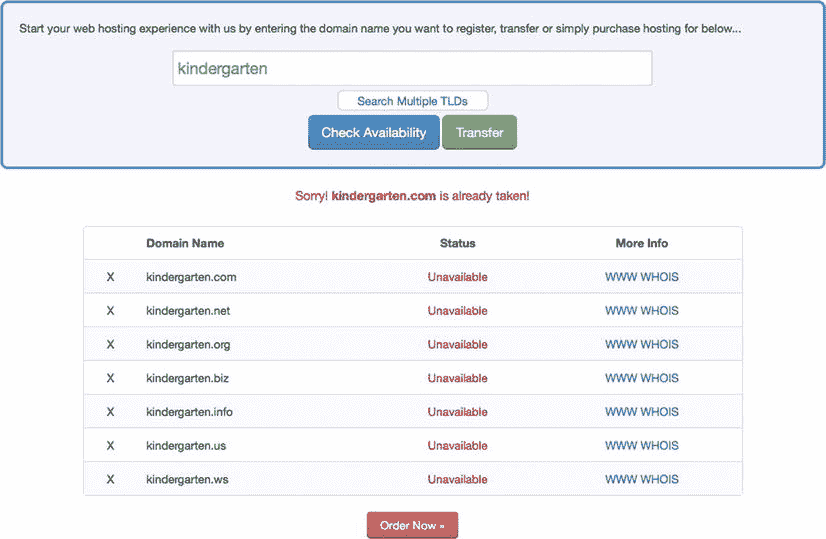 Start your web hosting experience with us by entering the domain name you want to register, transfer or simply purchase hosting for below...
kindergarten
Search Multiple TLDs
Check Availability Transfer
Sorry! kindergarten.com is already taken!
Domain Name Status More Info
X kindergarten.com Unavailable WWW WHOIS
X kindergarten.net Unavailable WWW WHOIS
X kindergarten.org Unavailable WWW WHOIS
X kindergarten.biz Unavailable WWW WHOIS
X kindergarten.info Unavailable WWW WHOIS
X kindergarten.us Unavailable WWW WHOIS
X kindergarten.ws Unavailable WWW WHOIS
Order Now »